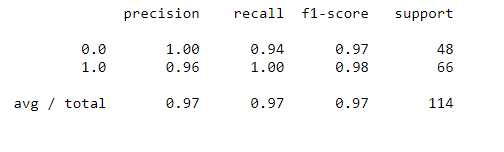 precision recall f1-score support
0.0 1.00 0.94 0.97 48
1.0 0.96 1.00 0.98 66
avg / total 0.97 0.97 0.97 114